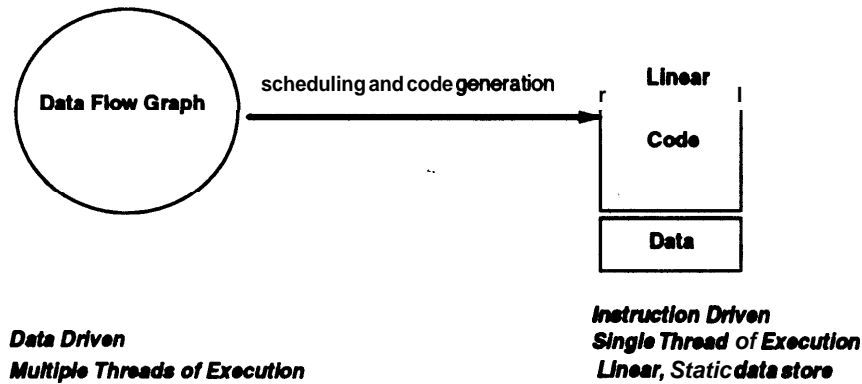 scheduling and code generation
Data Flow Graph
Linear
Code
Data
Data Driven
Multiple Threads of Execution
Instruction Driven
Single Thread of Execution
Linear, Static data store